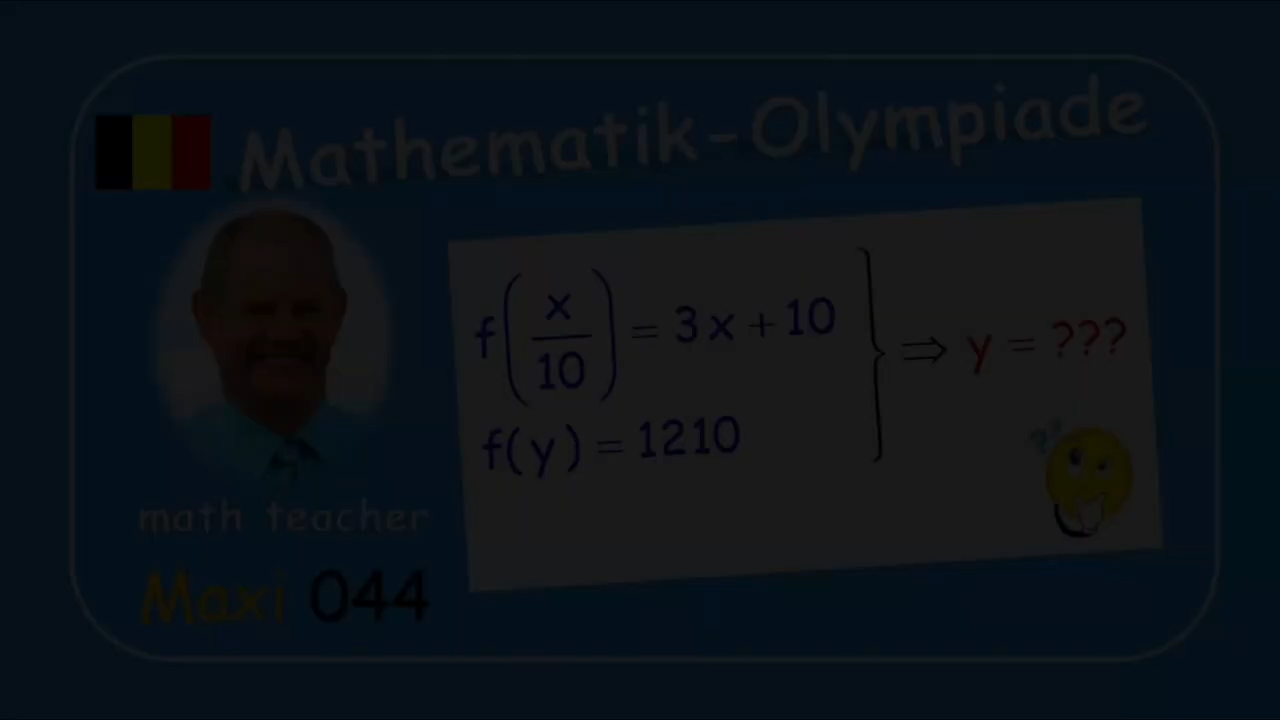 Mathematik-Olympiade
f(x/10) = 3x + 10
f(y) = 1210
⇒ y = ???
math teacher
Maxi 044